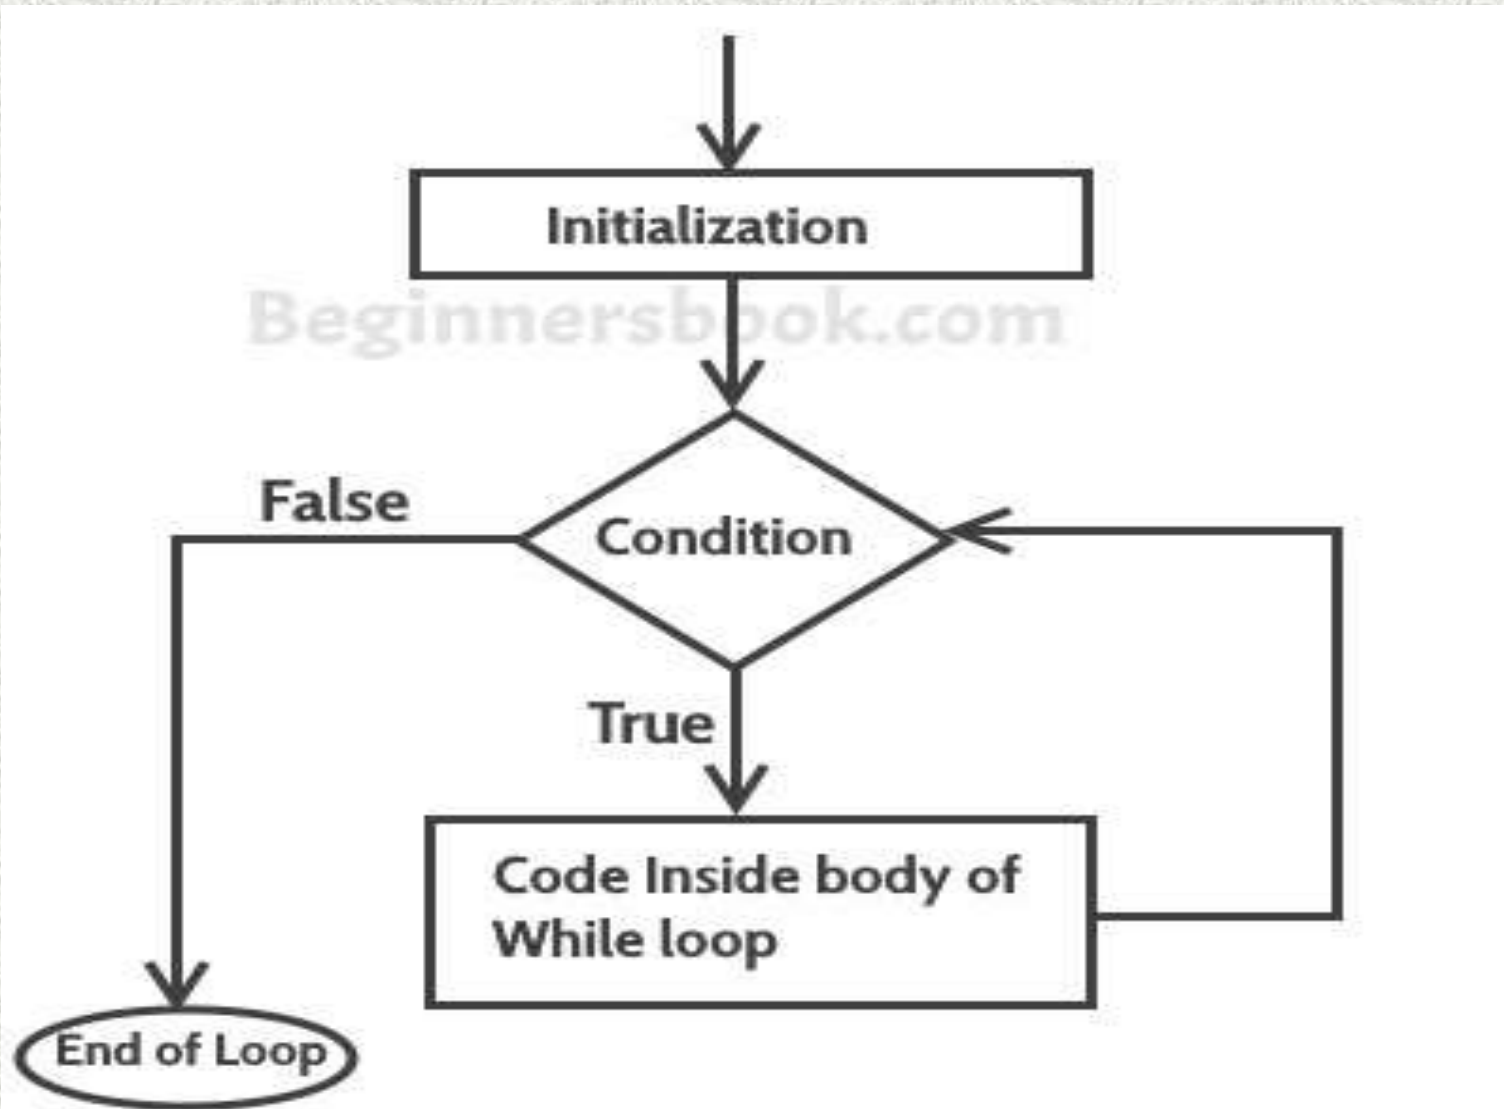 Initialization
Beginnersbook.com
False
Condition
True
Code Inside body of
While loop
End of Loop